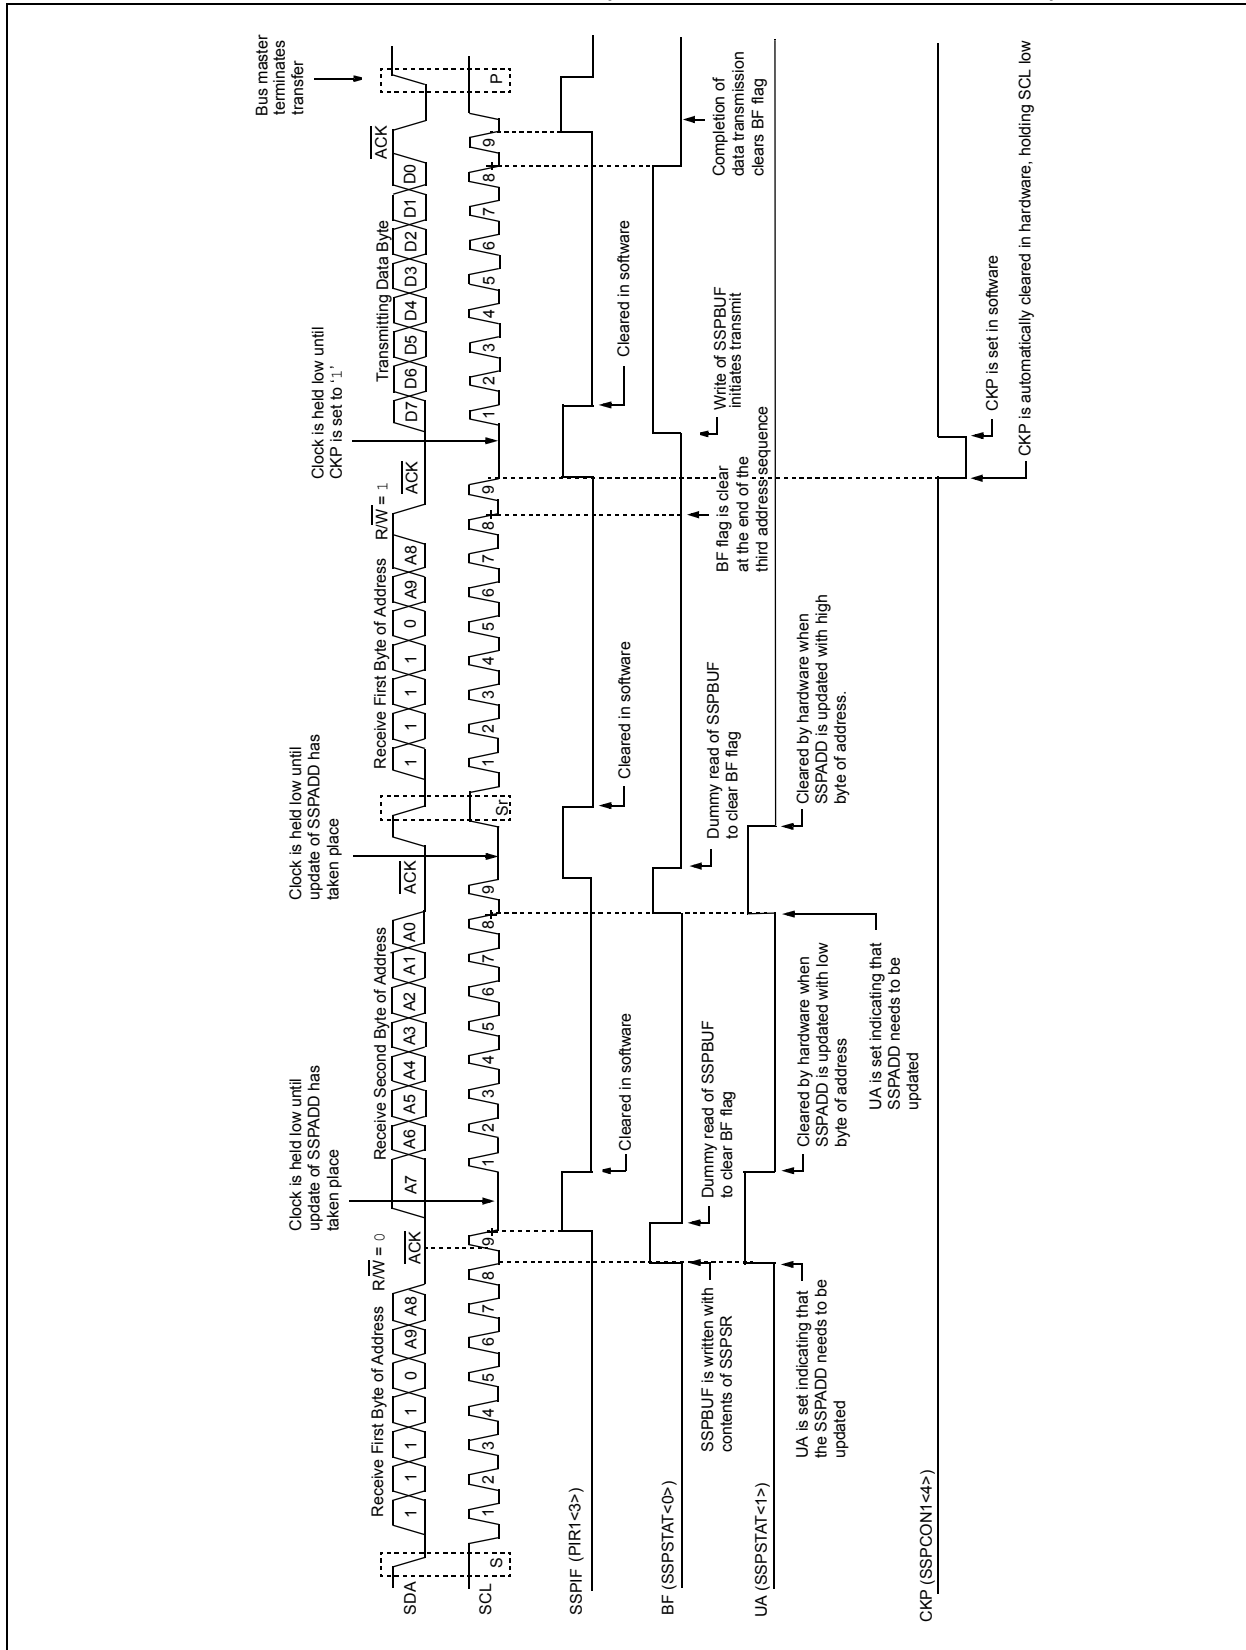 Bus master
terminates
transfer
Clock is held low until
CKP is set to ‘1’
Clock is held low until
update of SSPADD has
taken place
Clock is held low until
update of SSPADD has
taken place
Receive First Byte of Address R/W = 0
ACK
Receive Second Byte of Address
ACK
Receive First Byte of Address R/W = 1
ACK
Transmitting Data Byte
ACK
SDA
1 1 1 1 0 A9 A8 A7 A6 A5 A4 A3 A2 A1 A0 1 1 1 1 0 A9 A8 D7 D6 D5 D4 D3 D2 D1 D0
SCL
S 1 2 3 4 5 6 7 8 9 1 2 3 4 5 6 7 8 9 Sr 1 2 3 4 5 6 7 8 9 1 2 3 4 5 6 7 8 9 P
SSPIF (PIR1<3>)
Cleared in software
Cleared in software
Cleared in software
BF (SSPSTAT<0>)
SSPBUF is written with
contents of SSPSR
Dummy read of SSPBUF
to clear BF flag
Dummy read of SSPBUF
to clear BF flag
BF flag is clear
at the end of the
third address sequence
Write of SSPBUF
initiates transmit
Completion of
data transmission
clears BF flag
UA (SSPSTAT<1>)
UA is set indicating that
the SSPADD needs to be
updated
Cleared by hardware when
SSPADD is updated with low
byte of address
UA is set indicating that
SSPADD needs to be
updated
Cleared by hardware when
SSPADD is updated with high
byte of address.
CKP (SSPCON1<4>)
CKP is set in software
CKP is automatically cleared in hardware, holding SCL low